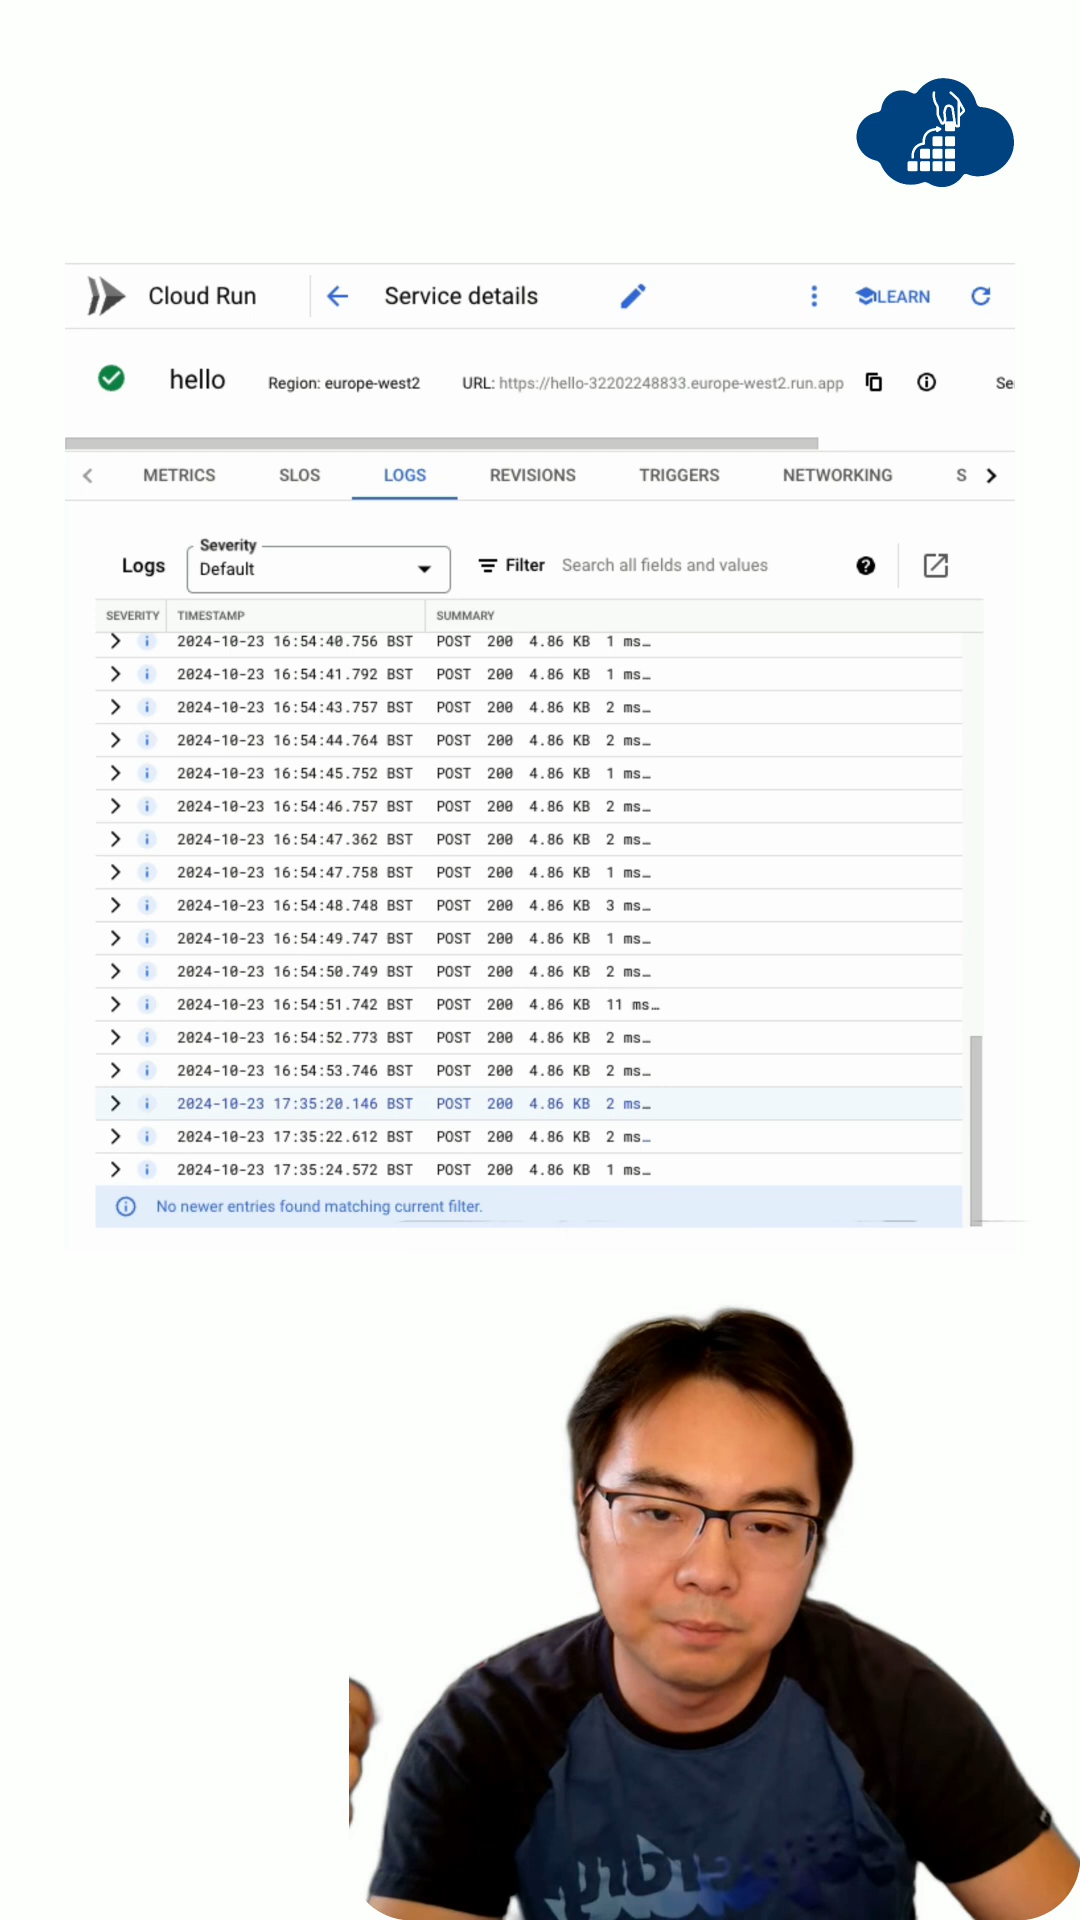 Cloud Run
Service details
LEARN
hello
Region: europe-west2
URL: https://hello-32202248833.europe-west2.run.app
Se
METRICS SLOS LOGS REVISIONS TRIGGERS NETWORKING S
Logs
Severity
Default
Filter Search all fields and values
SEVERITY TIMESTAMP SUMMARY
2024-10-23 16:54:40.756 BST POST 200 4.86 KB 1 ms…
2024-10-23 16:54:41.792 BST POST 200 4.86 KB 1 ms…
2024-10-23 16:54:43.757 BST POST 200 4.86 KB 2 ms…
2024-10-23 16:54:44.764 BST POST 200 4.86 KB 2 ms…
2024-10-23 16:54:45.752 BST POST 200 4.86 KB 1 ms…
2024-10-23 16:54:46.757 BST POST 200 4.86 KB 2 ms…
2024-10-23 16:54:47.362 BST POST 200 4.86 KB 2 ms…
2024-10-23 16:54:47.758 BST POST 200 4.86 KB 1 ms…
2024-10-23 16:54:48.748 BST POST 200 4.86 KB 3 ms…
2024-10-23 16:54:49.747 BST POST 200 4.86 KB 1 ms…
2024-10-23 16:54:50.749 BST POST 200 4.86 KB 2 ms…
2024-10-23 16:54:51.742 BST POST 200 4.86 KB 11 ms…
2024-10-23 16:54:52.773 BST POST 200 4.86 KB 2 ms…
2024-10-23 16:54:53.746 BST POST 200 4.86 KB 2 ms…
2024-10-23 17:35:20.146 BST POST 200 4.86 KB 2 ms…
2024-10-23 17:35:22.612 BST POST 200 4.86 KB 2 ms…
2024-10-23 17:35:24.572 BST POST 200 4.86 KB 1 ms…
No newer entries found matching current filter.